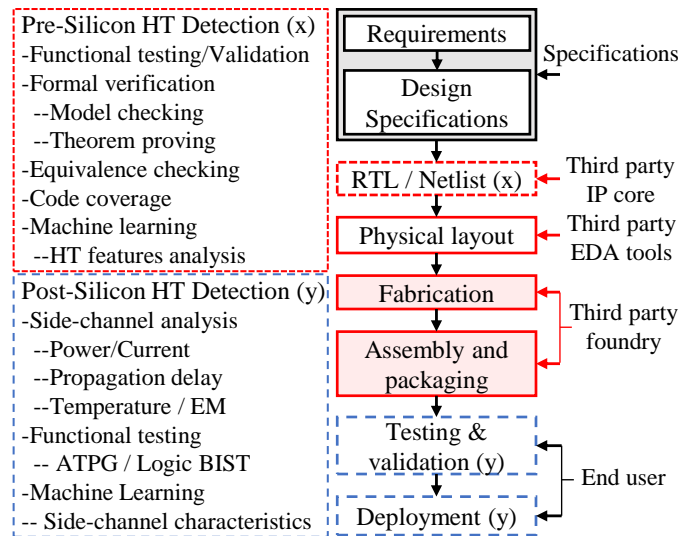 Pre-Silicon HT Detection (x)
-Functional testing/Validation
-Formal verification
--Model checking
--Theorem proving
-Equivalence checking
-Code coverage
-Machine learning
--HT features analysis
Post-Silicon HT Detection (y)
-Side-channel analysis
--Power/Current
--Propagation delay
--Temperature / EM
-Functional testing
-- ATPG / Logic BIST
-Machine Learning
-- Side-channel characteristics
Requirements
Design
Specifications
Specifications
RTL / Netlist (x)
Third party
IP core
Physical layout
Third party
EDA tools
Fabrication
Assembly and
packaging
Third party
foundry
Testing &
validation (y)
Deployment (y)
End user